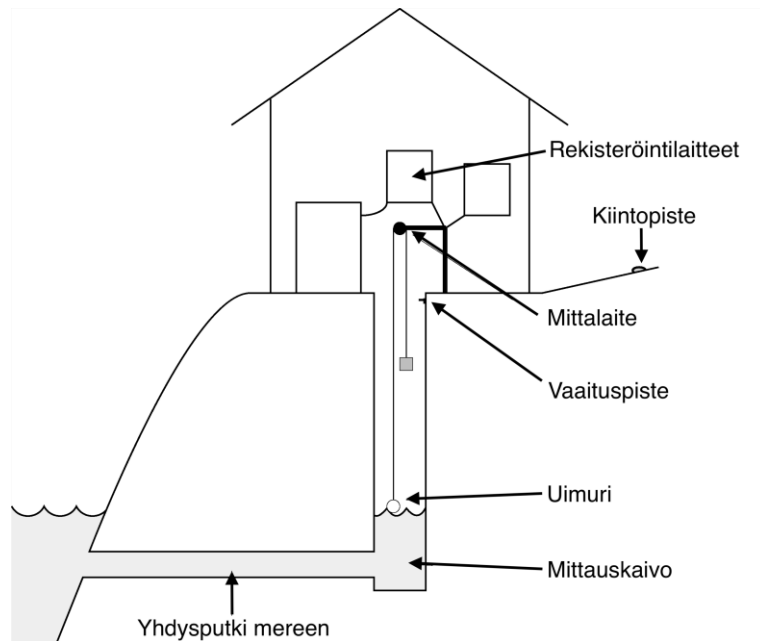 Rekisteröintilaitteet
Kiintopiste
Mittalaite
Vaaituspiste
Uimuri
Mittauskaivo
Yhdysputki mereen